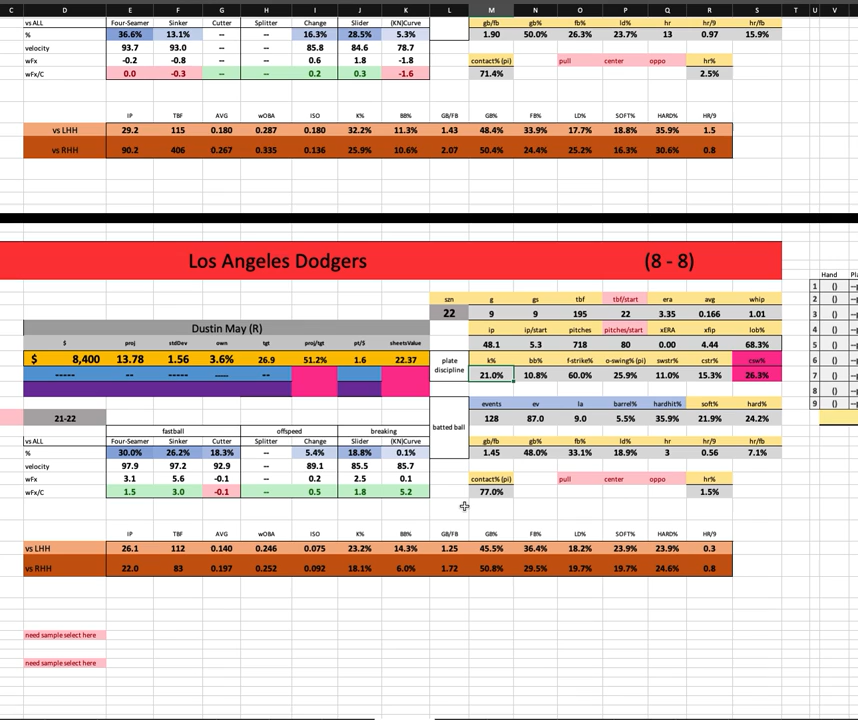 C D E F G H I J K L M N O P Q R S T U V W
vs ALL Four-Seamer Sinker Cutter Splitter Change Slider (KN)Curve gb/fb gb% fb% ld% hr hr/9 hr/fb
% 36.6% 13.1% -- -- 16.3% 28.5% 5.3% 1.90 50.0% 26.3% 23.7% 13 0.97 15.9%
velocity 93.7 93.0 -- -- 85.8 84.6 78.7
wFx -0.2 -0.8 0.6 1.8 -1.8 contact% (pi) pull center oppo hr%
wFx/C 0.0 -0.3 -- -- 0.2 0.3 -1.6 71.4% 2.5%
IP TBF AVG wOBA ISO K% BB% GB/FB GB% FB% LD% SOFT% HARD% HR/9
vs LHH 29.2 115 0.180 0.287 0.180 32.2% 11.3% 1.43 48.4% 33.9% 17.7% 18.8% 35.9% 1.5
vs RHH 90.2 406 0.267 0.335 0.136 25.9% 10.6% 2.07 50.4% 24.4% 25.2% 16.3% 30.6% 0.8
Los Angeles Dodgers (8 - 8)
Hand
1 ()
szn g gs tbf tbf/start era avg whip 2 ()
22 9 9 195 22 3.35 0.166 1.01 3 ()
Dustin May (R) ip ip/start pitches pitches/start xERA xfip lob% 4 ()
$ proj stdDev own tgt proj/tgt pt/$ sheetsValue 48.1 5.3 718 80 0.00 4.44 68.3% 5 ()
$ 8,400 13.78 1.56 3.6% 26.9 51.2% 1.6 22.37 plate discipline k% bb% f-strike% o-swing% (pi) swstr% cstr% csw% 6 ()
----- -- ----- -- 21.0% 10.8% 60.0% 25.9% 11.0% 15.3% 26.3% 7 ()
8 ()
events ev la barrel% hardhit% soft% hard% 9 ()
21-22 128 87.0 9.0 5.5% 35.9% 21.9% 24.2%
fastball offspeed breaking batted ball
vs ALL Four-Seamer Sinker Cutter Splitter Change Slider (KN)Curve gb/fb gb% fb% ld% hr hr/9 hr/fb
% 30.0% 26.2% 18.3% -- 5.4% 18.8% 0.1% 1.45 48.0% 33.1% 18.9% 3 0.56 7.1%
velocity 97.9 97.2 92.9 -- 89.1 85.5 85.7
wFx 3.1 5.6 -0.1 0.2 2.5 0.1 contact% (pi) pull center oppo hr%
wFx/C 1.5 3.0 -0.1 -- 0.5 1.8 5.2 77.0% 1.5%
IP TBF AVG wOBA ISO K% BB% GB/FB GB% FB% LD% SOFT% HARD% HR/9
vs LHH 26.1 112 0.140 0.246 0.075 23.2% 14.3% 1.25 45.5% 36.4% 18.2% 23.9% 23.9% 0.3
vs RHH 22.0 83 0.197 0.252 0.092 18.1% 6.0% 1.72 50.8% 29.5% 19.7% 19.7% 24.6% 0.8
need sample select here
need sample select here